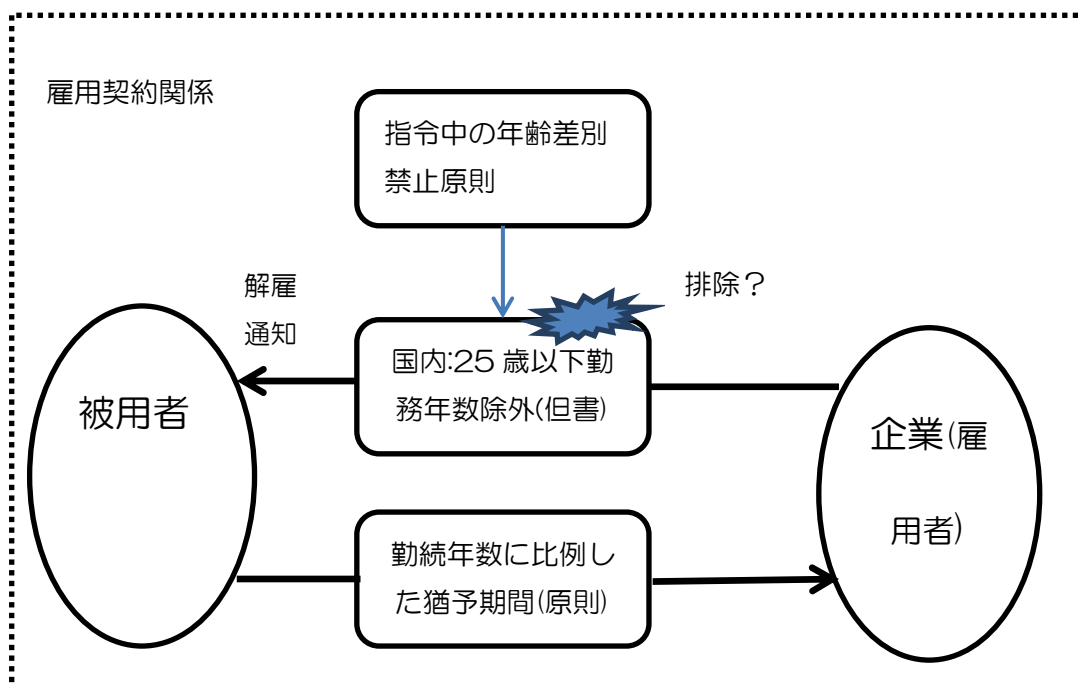 雇用契約関係
指令中の年齢差別
禁止原則
排除？
解雇
通知
国内:25 歳以下勤
務年数除外(但書)
被用者
企業(雇
用者)
勤続年数に比例し
た猶予期間(原則)